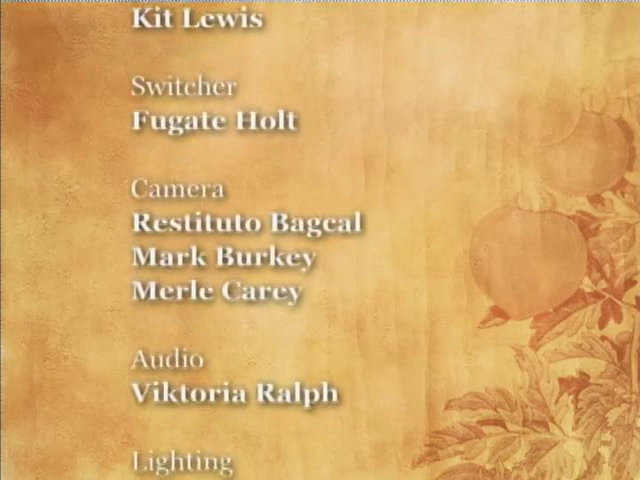 Kit Lewis
Switcher
Fugate Holt
Camera
Restituto Bagcal
Mark Burkey
Merle Carey
Audio
Viktoria Ralph
Lighting